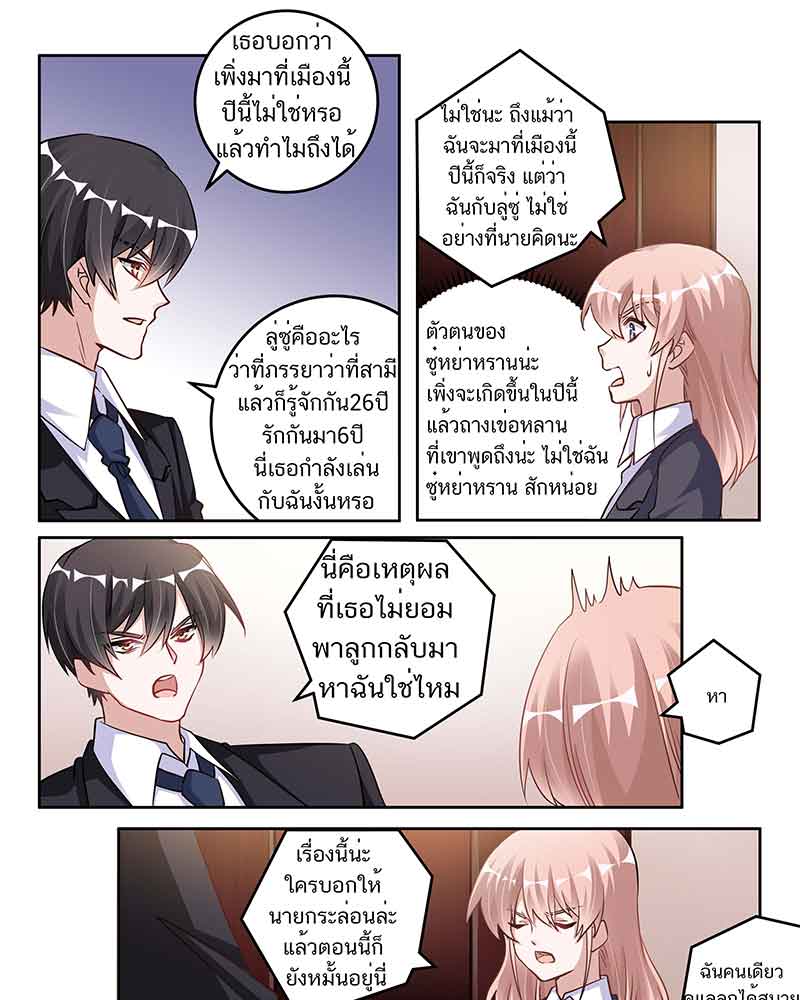 เธอบอกว่า
เพิ่งมาที่เมืองนี้
ปีนี้ไม่ใช่หรอ
แล้วทำไมถึงได้
ลู่ซู่คืออะไร
ว่าที่ภรรยาว่าที่สามี
แล้วก็รู้จักกัน26ปี
รักกันมา6ปี
นี่เธอกำลังเล่น
กับฉันงั้นหรอ
ไม่ใช่นะ ถึงแม้ว่า
ฉันจะมาที่เมืองนี้
ปีนี้ก็จริง แต่ว่า
ฉันกับลู่ซู่ ไม่ใช่
อย่างที่นายคิดนะ
ตัวตนของ
ซู๋หย่าหรานน่ะ
เพิ่งจะเกิดขึ้นในปีนี้
แล้วถางเข่อหลาน
ที่เขาพูดถึงน่ะ ไม่ใช่ฉัน
ซู๋หย่าหราน สักหน่อย
นี่คือเหตุผล
ที่เธอไม่ยอม
พาลูกกลับมา
หาฉันใช่ไหม
หา
เรื่องนี้น่ะ
ใครบอกให้
นายกระล่อนล่ะ
แล้วตอนนี้ก็
ยังหมั้นอยู่นี่
ฉันคนเดียว